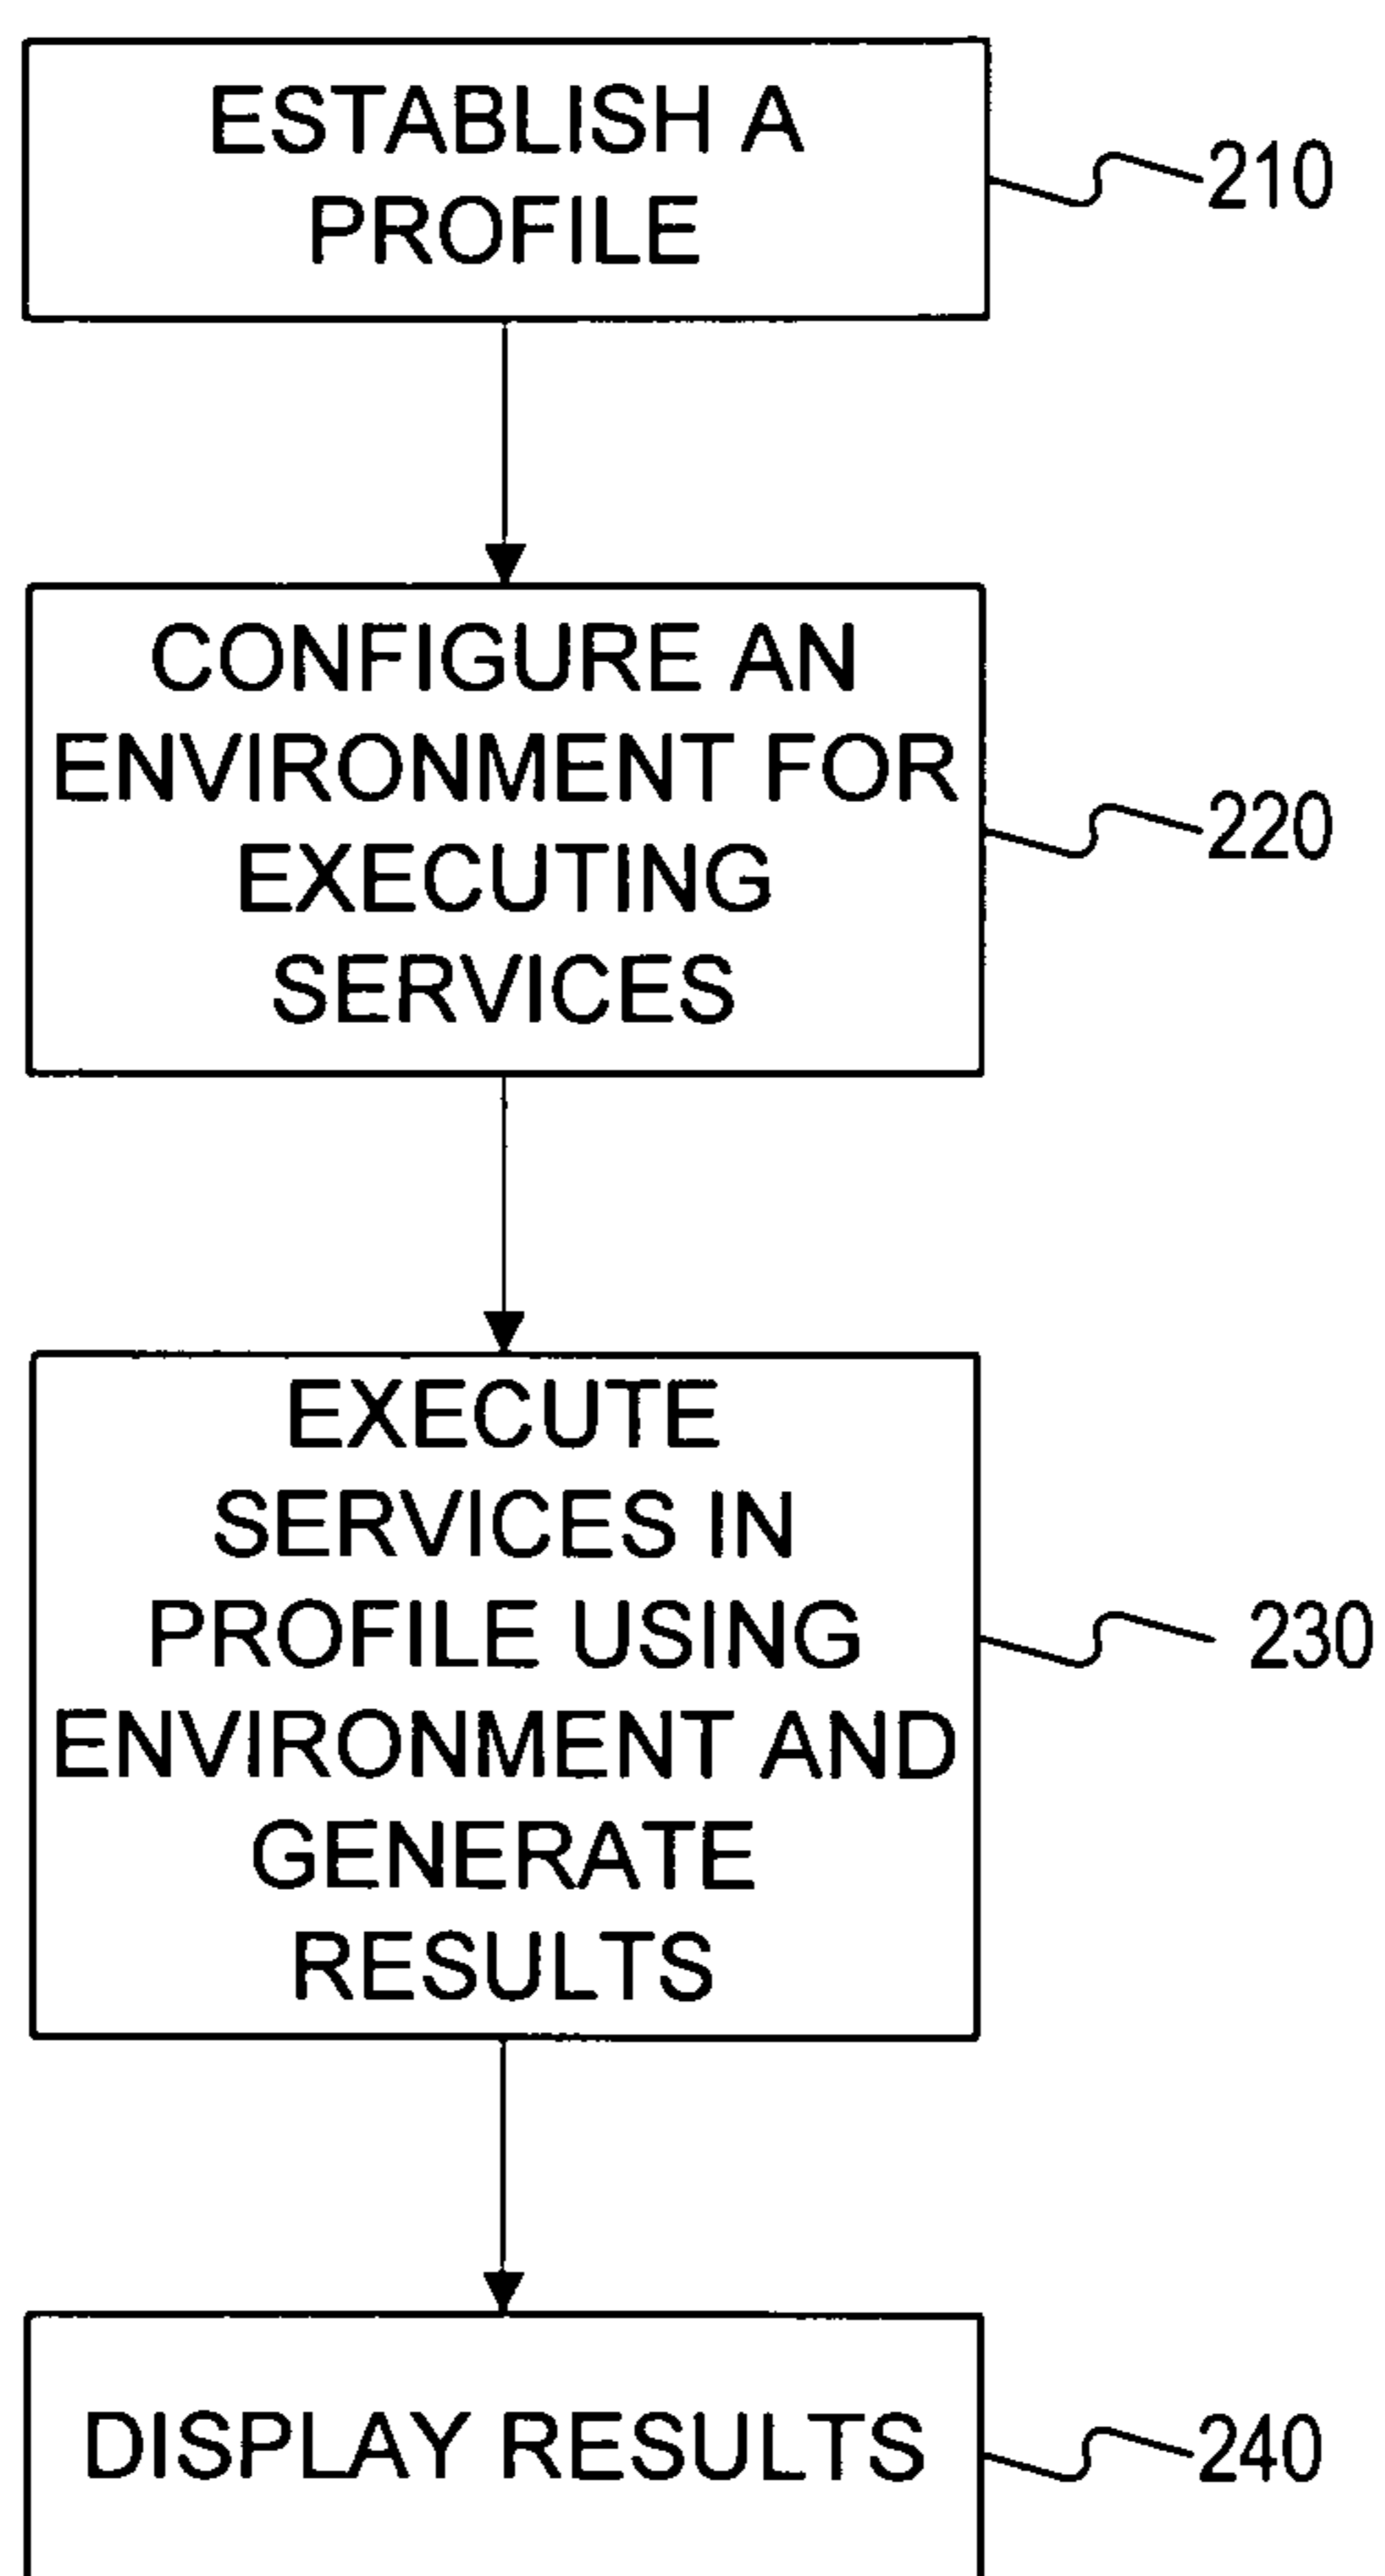 ESTABLISH A
PROFILE
210
CONFIGURE AN
ENVIRONMENT FOR
EXECUTING
SERVICES
220
EXECUTE
SERVICES IN
PROFILE USING
ENVIRONMENT AND
GENERATE
RESULTS
230
DISPLAY RESULTS
240